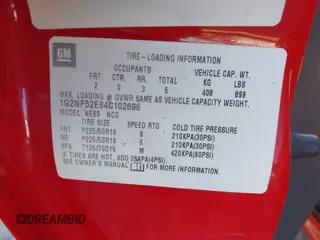 GM
TIRE-LOADING INFORMATION
OCCUPANTS VEHICLE CAP. WT.
FRT CTR. RR. KG LBS
2 0 3 5 408 899
MAX. LOADING @ GVWR SAME AS VEHICLE CAPACITY WEIGHT.
1G2NF52E84C102696
MODEL: NE69 NCG
TIRE SIZE SPEED RTG COLD TIRE PRESSURE
FRT P225/50R16 S 210KPA(30PSI)
RR P225/50R16 S 210KPA(30PSI)
SPA T125/70D15 M 420KPA(60PSI)
IF TIRES ARE HOT, ADD 28KPA(4PSI).
SEE OWNER'S MANUAL FOR MORE INFORMATION.
DREAMBID